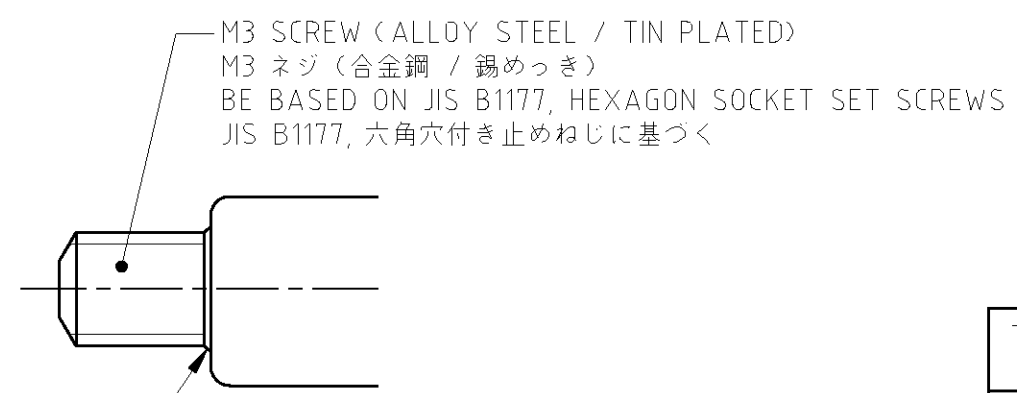 M3 SCREW (ALLOY STEEL / TIN PLATED)
M3 ネジ (合金鋼 / 錫めっき)
BE BASED ON JIS B1177, HEXAGON SOCKET SET SCREWS
JIS B1177, 六角穴付き止めねじに基づく